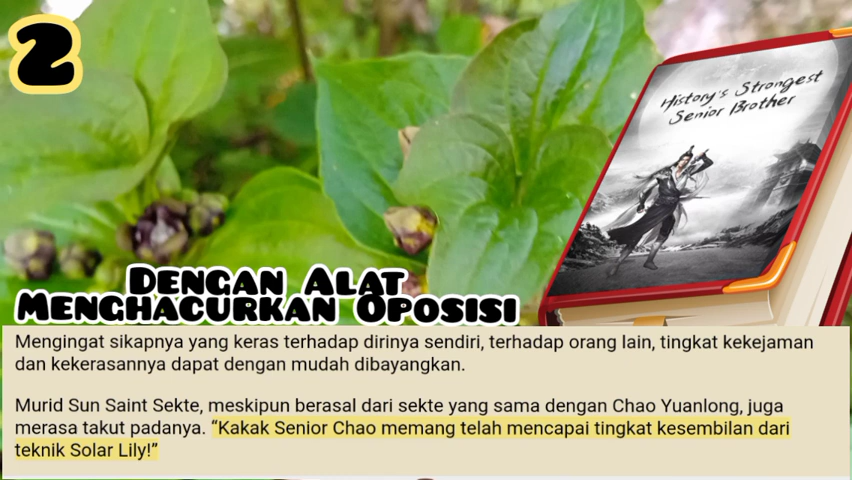 2
History's Strongest
Senior Brother
DENGAN ALAT
MENGHACURKAN OPOSISI
Mengingat sikapnya yang keras terhadap dirinya sendiri, terhadap orang lain, tingkat kekejaman
dan kekerasannya dapat dengan mudah dibayangkan.
Murid Sun Saint Sekte, meskipun berasal dari sekte yang sama dengan Chao Yuanlong, juga
merasa takut padanya. “Kakak Senior Chao memang telah mencapai tingkat kesembilan dari
teknik Solar Lily!”